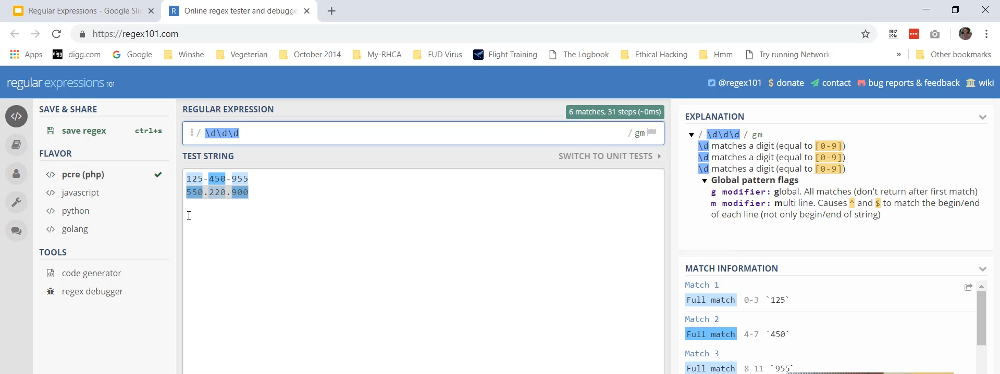 Regular Expressions - Google Slid
Online regex tester and debugge
https://regex101.com
Apps
digg digg.com
Google
Winshe
Vegeterian
October 2014
My-RHCA
FUD Virus
Flight Training
The Logbook
Ethical Hacking
Hmm
Try running Network
»
Other bookmarks
regular expressions 101
@regex101
$ donate
contact
bug reports & feedback
wiki
SAVE & SHARE
save regex ctrl+s
FLAVOR
</> pcre (php)
</> javascript
</> python
</> golang
TOOLS
code generator
regex debugger
REGULAR EXPRESSION
6 matches, 31 steps (~0ms)
/ \d\d\d / gm
TEST STRING
SWITCH TO UNIT TESTS
125-450-955
550.220.900
EXPLANATION
/ \d\d\d / gm
\d matches a digit (equal to [0-9])
\d matches a digit (equal to [0-9])
\d matches a digit (equal to [0-9])
Global pattern flags
g modifier: global. All matches (don't return after first match)
m modifier: multi line. Causes ^ and $ to match the begin/end
of each line (not only begin/end of string)
MATCH INFORMATION
Match 1
Full match 0-3 `125`
Match 2
Full match 4-7 `450`
Match 3
Full match 8-11 `955`